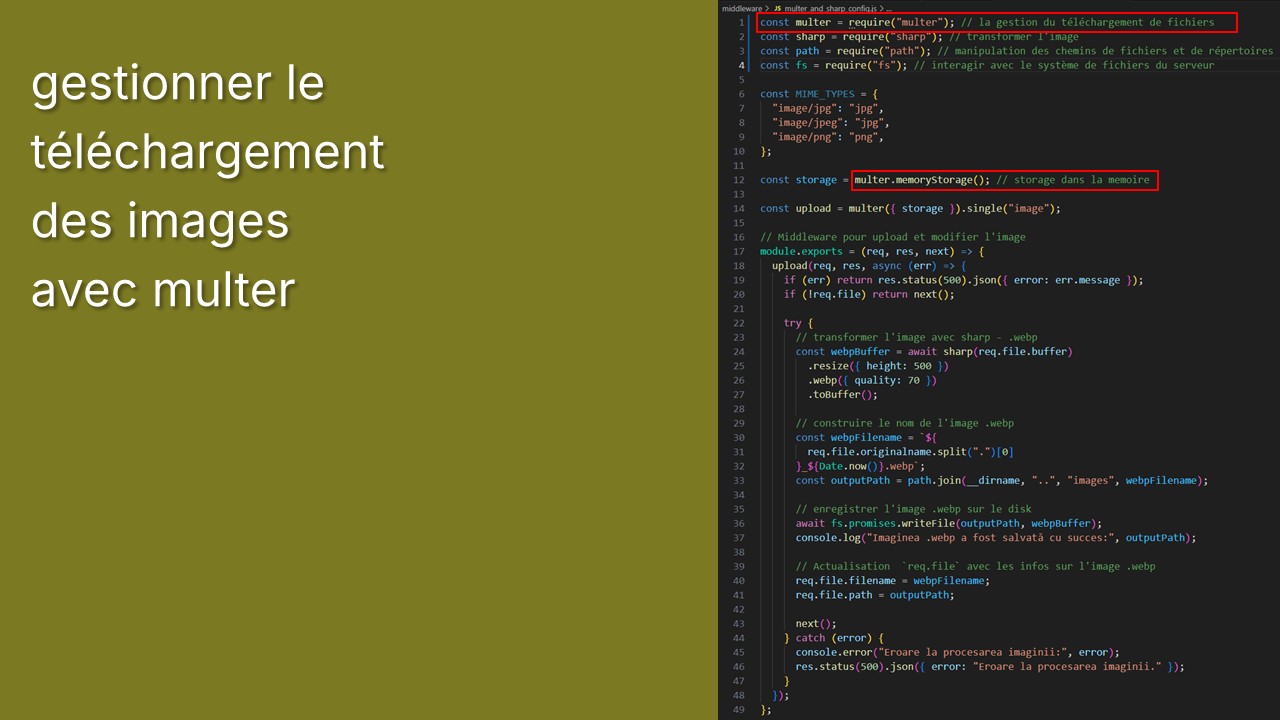 gestionner le
téléchargement
des images
avec multer
middleware > JS multer_and_sharp_config.js > ...
1 const multer = require("multer"); // la gestion du téléchargement de fichiers
2 const sharp = require("sharp"); // transformer l'image
3 const path = require("path"); // manipulation des chemins de fichiers et de répertoires
4 const fs = require("fs"); // interagir avec le système de fichiers du serveur
5
6 const MIME_TYPES = {
7 "image/jpg": "jpg",
8 "image/jpeg": "jpg",
9 "image/png": "png",
10 };
11
12 const storage = multer.memoryStorage(); // storage dans la memoire
13
14 const upload = multer({ storage }).single("image");
15
16 // Middleware pour upload et modifier l'image
17 module.exports = (req, res, next) => {
18 upload(req, res, async (err) => {
19 if (err) return res.status(500).json({ error: err.message });
20 if (!req.file) return next();
21
22 try {
23 // transformer l'image avec sharp - .webp
24 const webpBuffer = await sharp(req.file.buffer)
25 .resize({ height: 500 })
26 .webp({ quality: 70 })
27 .toBuffer();
28
29 // construire le nom de l'image .webp
30 const webpFilename = `${
31 req.file.originalname.split(".")[0]
32 }_${Date.now()}.webp`;
33 const outputPath = path.join(__dirname, "..", "images", webpFilename);
34
35 // enregistrer l'image .webp sur le disk
36 await fs.promises.writeFile(outputPath, webpBuffer);
37 console.log("Imaginea .webp a fost salvată cu succes:", outputPath);
38
39 // Actualisation `req.file` avec les infos sur l'image .webp
40 req.file.filename = webpFilename;
41 req.file.path = outputPath;
42
43 next();
44 } catch (error) {
45 console.error("Eroare la procesarea imaginii:", error);
46 res.status(500).json({ error: "Eroare la procesarea imaginii." });
47 }
48 });
49 };